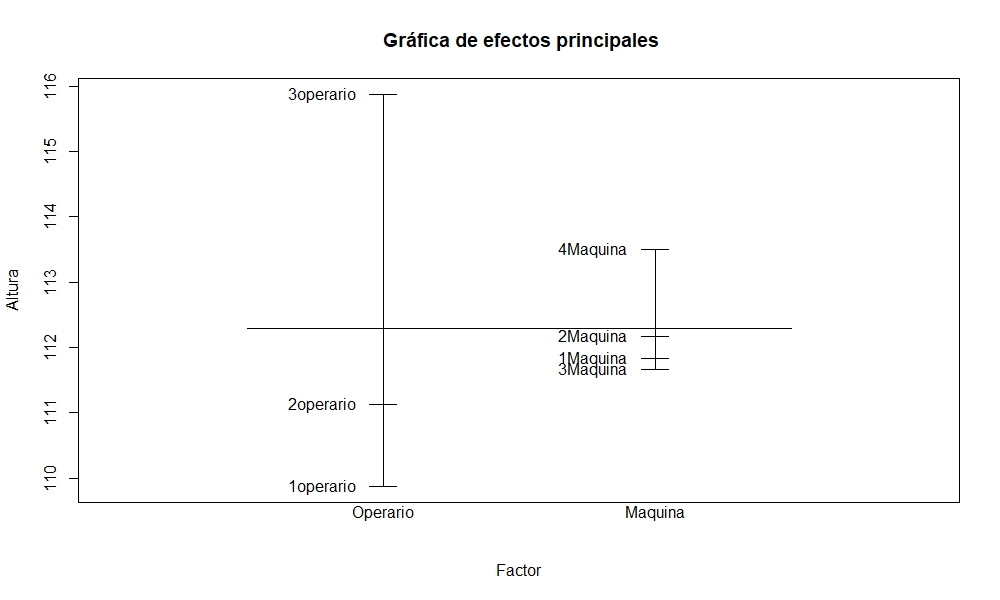 Gráfica de efectos principales
116
115
114
113
112
111
110
Altura
3operario
2operario
1operario
4Maquina
2Maquina
1Maquina
3Maquina
Operario
Maquina
Factor